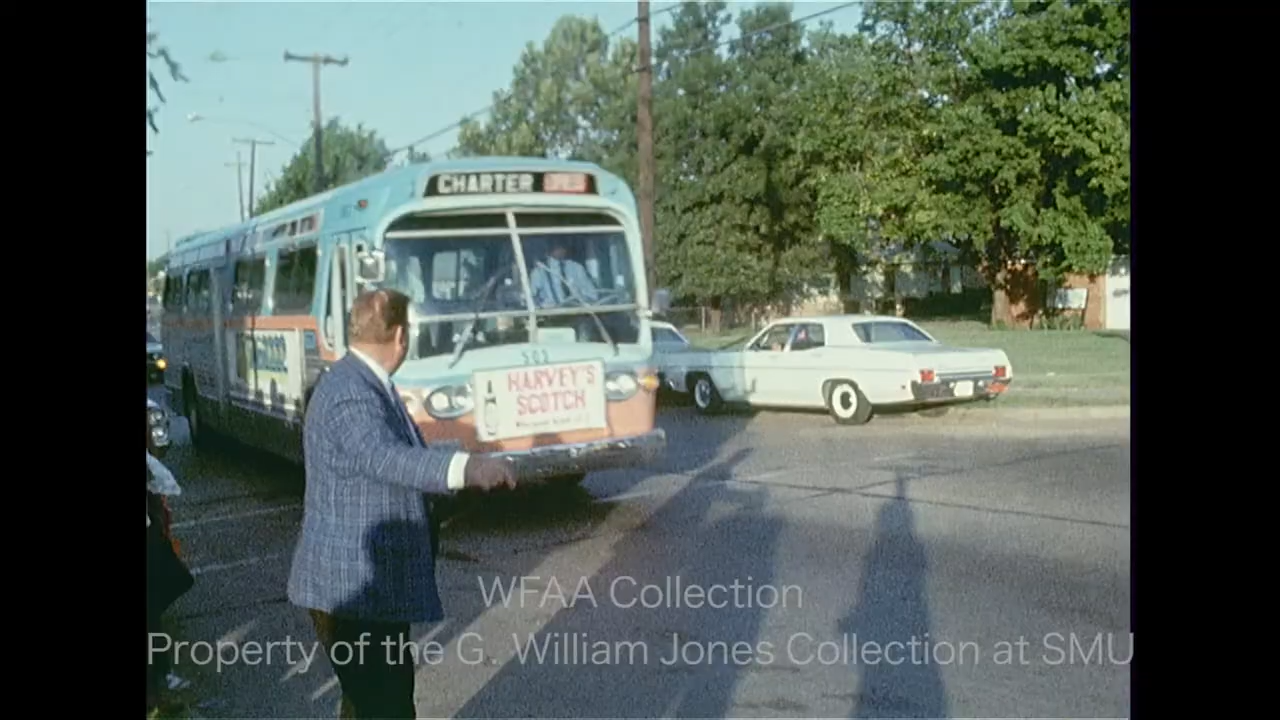 CHARTER
503
HARVEY'S
SCOTCH
WFAA Collection
Property of the G. William Jones Collection at SMU